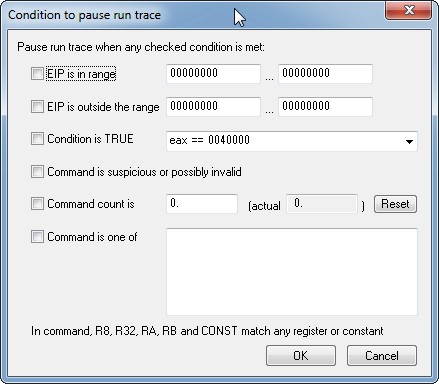 Condition to pause run trace
Pause run trace when any checked condition is met:
EIP is in range 00000000 ... 00000000
EIP is outside the range 00000000 ... 00000000
Condition is TRUE eax == 0040000
Command is suspicious or possibly invalid
Command count is 0. (actual 0. ) Reset
Command is one of
In command, R8, R32, RA, RB and CONST match any register or constant
OK Cancel